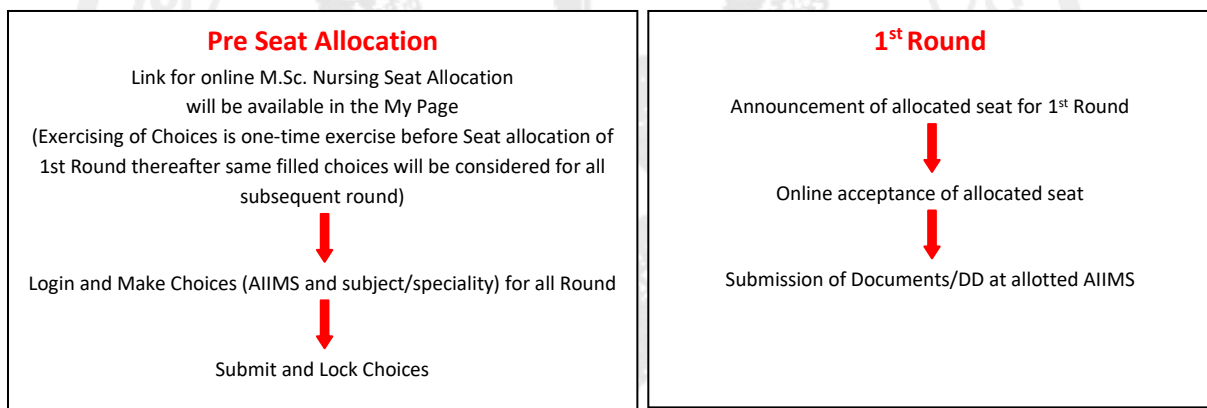 Pre Seat Allocation
Link for online M.Sc. Nursing Seat Allocation
will be available in the My Page
(Exercising of Choices is one-time exercise before Seat allocation of
1st Round thereafter same filled choices will be considered for all
subsequent round)
Login and Make Choices (AIIMS and subject/speciality) for all Round
Submit and Lock Choices
1st Round
Announcement of allocated seat for 1st Round
Online acceptance of allocated seat
Submission of Documents/DD at allotted AIIMS